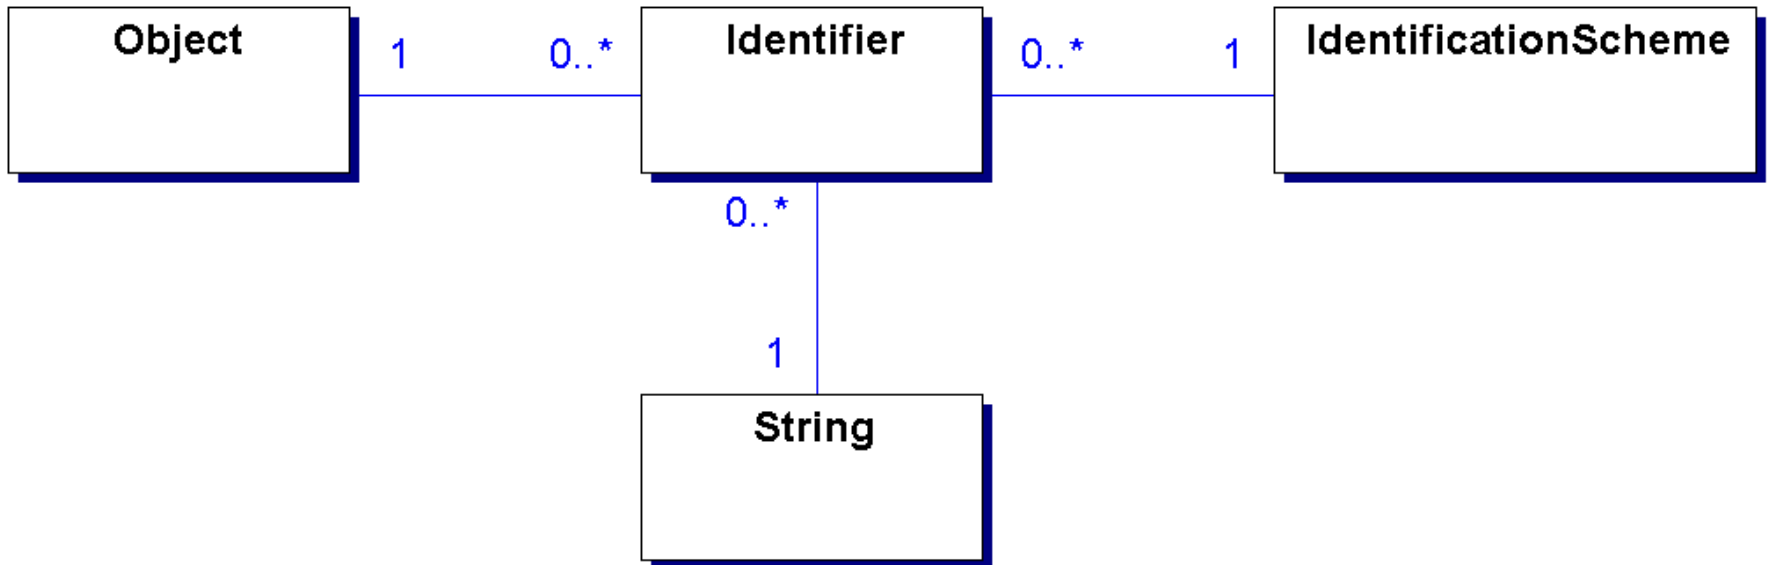 Object
1
0..*
Identifier
0..*
1
IdentificationScheme
0..*
1
String